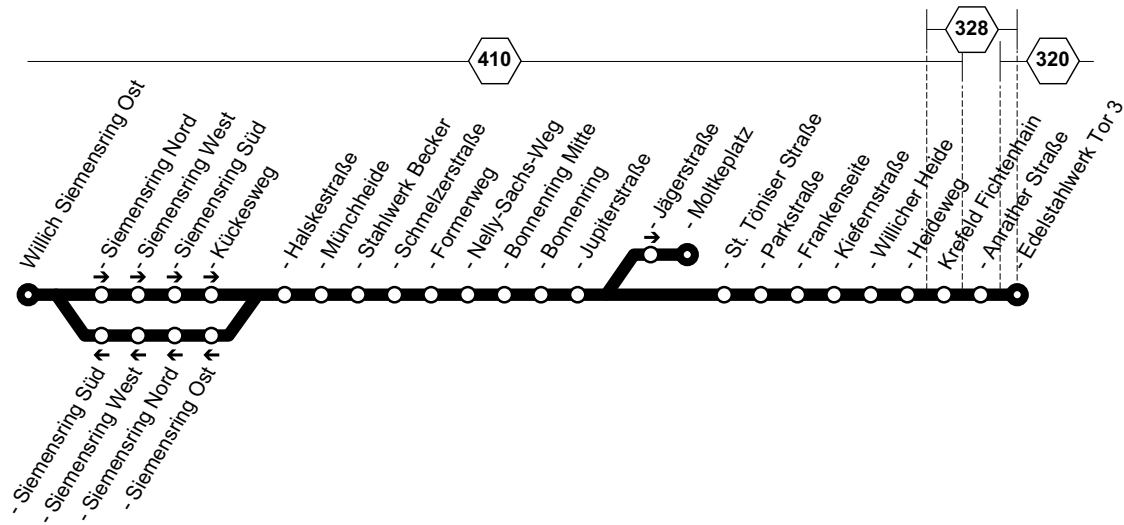 328
410
320
Willich Siemensring Ost
- Siemensring Nord
- Siemensring West
- Siemensring Süd
- Kückesweg
- Halskestraße
- Münchheide
- Stahlwerk Becker
- Schmelzerstraße
- Formerweg
- Nelly-Sachs-Weg
- Bonnenring Mitte
- Bonnenring
- Jupiterstraße
- Jägerstraße
- Moltkeplatz
- St. Töniser Straße
- Parkstraße
- Frankenseite
- Kiefernstraße
- Willicher Heide
- Heideweg
Krefeld Fichtenhain
- Anrather Straße
- Edelstahlwerk Tor 3
- Siemensring Süd
- Siemensring West
- Siemensring Nord
- Siemensring Ost